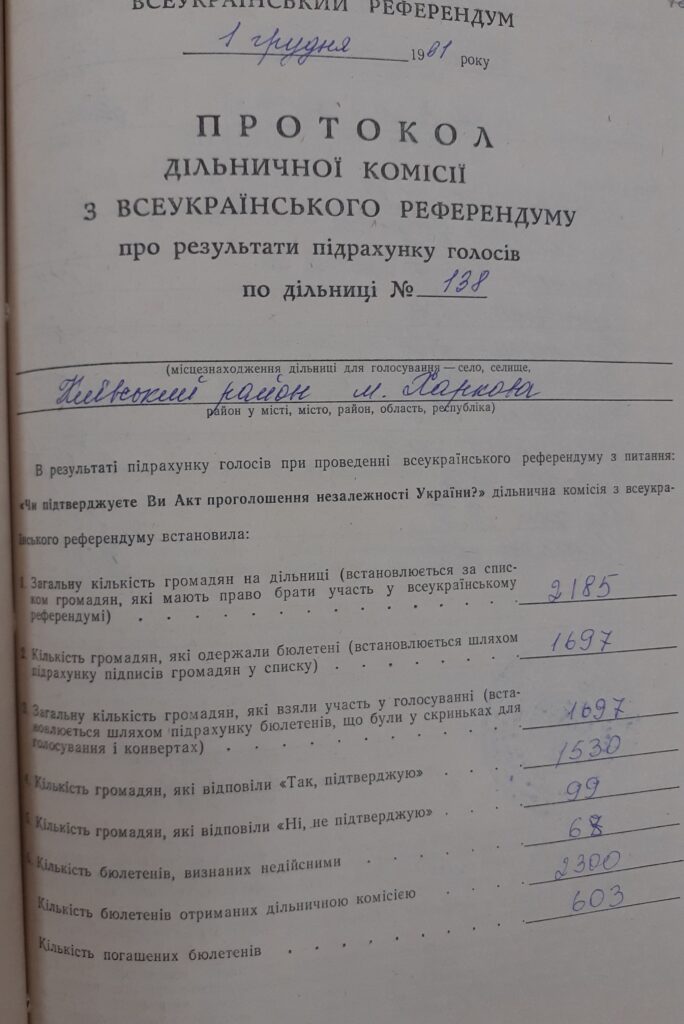 ВСЕУКРАЇНСЬКИЙ РЕФЕРЕНДУМ
1 грудня 1991 року
ПРОТОКОЛ
ДІЛЬНИЧНОЇ КОМІСІЇ
З ВСЕУКРАЇНСЬКОГО РЕФЕРЕНДУМУ
про результати підрахунку голосів
по дільниці № 138
(місцезнаходження дільниці для голосування — село, селище,
Київський район м. Харкова
район у місті, місто, район, область, республіка)
В результаті підрахунку голосів при проведенні всеукраїнського референдуму з питання:
«Чи підтверджуєте Ви Акт проголошення незалежності України?» дільнична комісія з всеукра-
їнського референдуму встановила:
1. Загальну кількість громадян на дільниці (встановлюється за спис-
ком громадян, які мають право брати участь у всеукраїнському
референдумі) . . . . . . . . . . . . 2185
2. Кількість громадян, які одержали бюлетені (встановлюється шляхом
підрахунку підписів громадян у списку) . . . . . 1697
3. Загальну кількість громадян, які взяли участь у голосуванні (вста-
новлюється шляхом підрахунку бюлетенів, що були у скриньках для
голосування і конвертах) . . . . . . . . . 1697
4. Кількість громадян, які відповіли «Так, підтверджую» . . . 1530
5. Кількість громадян, які відповіли «Ні, не підтверджую» . . . 99
6. Кількість бюлетенів, визнаних недійсними . . . . . 68
Кількість бюлетенів отриманих дільничною комісією . . . 2300
Кількість погашених бюлетенів . . . . . . . 603